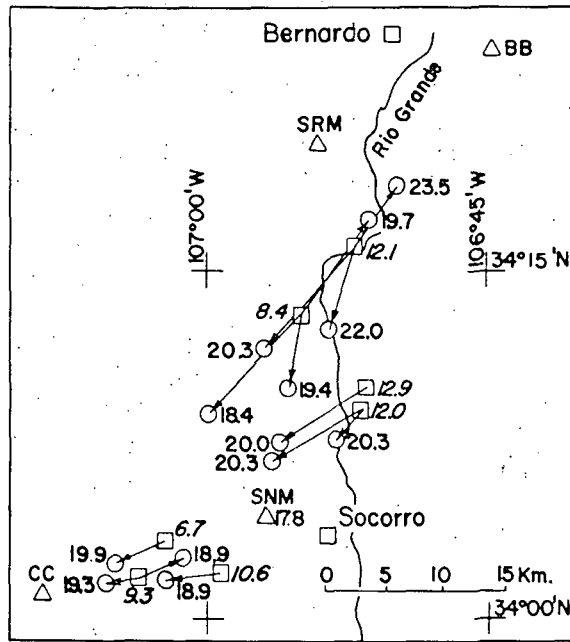 Bernardo
BB
SRM
Rio Grande
107°00'W
106°45'W
34°15'N
23.5
19.7
12.1
8.4
20.3
22.0
19.4
18.4
12.9
12.0
20.0
20.3
20.3
SNM
17.8
Socorro
6.7
19.9
18.9
CC
19.3
9.3
18.9
10.6
0 5 10 15 Km.
34°00'N